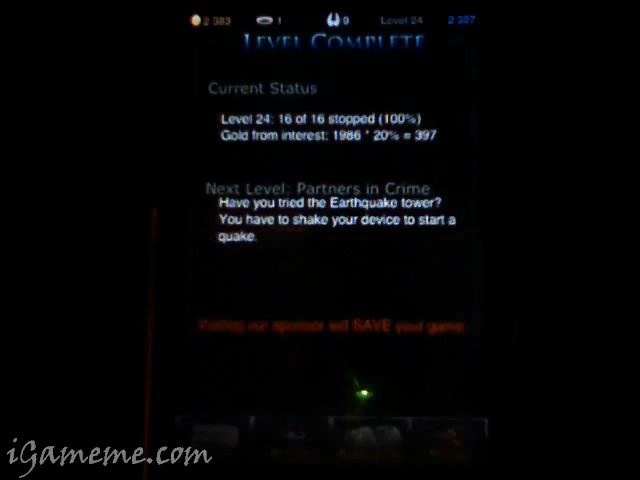 2 383 1 9 Level 24 2 387
LEVEL COMPLETE
Current Status
Level 24: 16 of 16 stopped (100%)
Gold from interest: 1986 * 20% = 397
Next Level: Partners in Crime
Have you tried the Earthquake tower?
You have to shake your device to start a
quake.
Visiting our sponsor will SAVE your game
iGameme.com